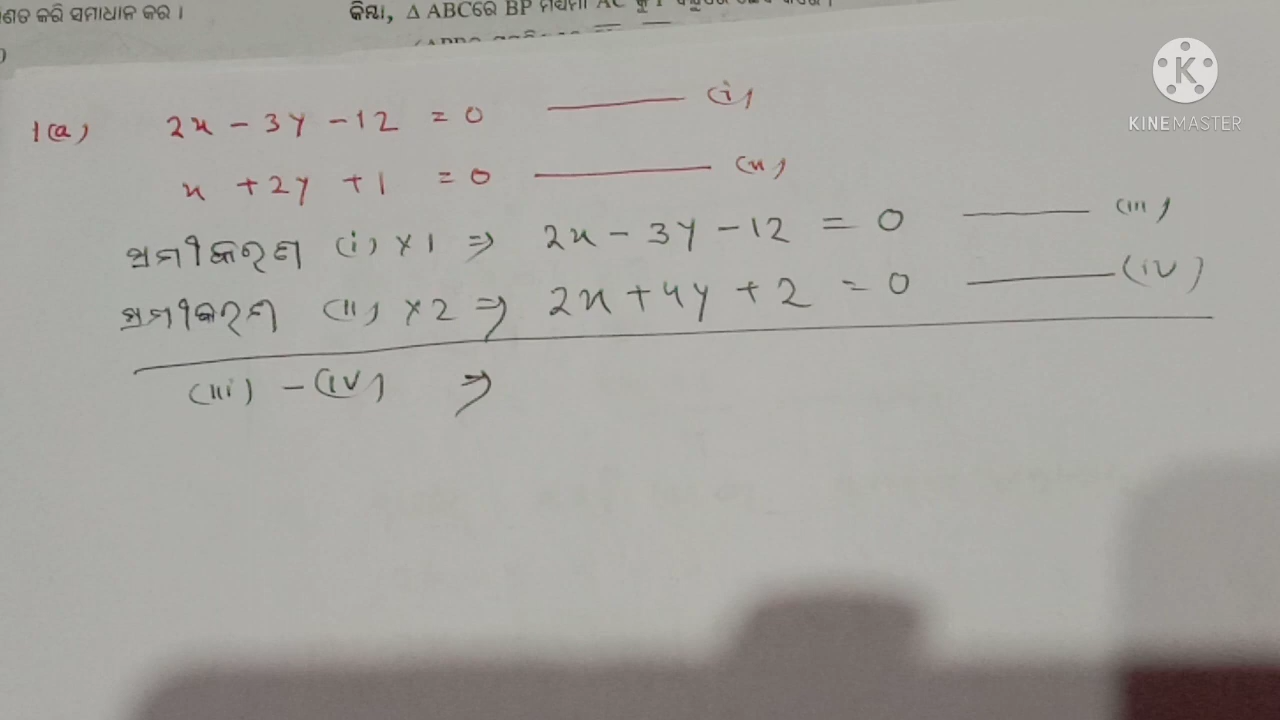 କରି ସମାଧାନ କର ।
କିମ୍ବା, Δ ABCରେ BP ମଧ୍ୟମା AC କୁ P
KINEMASTER
1(a) 2x - 3y - 12 = 0 ——— (i)
x + 2y + 1 = 0 ——— (ii)
ସମୀକରଣ (i) × 1 ⇒ 2x - 3y - 12 = 0 ——— (iii)
ସମୀକରଣ (ii) × 2 ⇒ 2x + 4y + 2 = 0 ——— (iv)
(iii) - (iv) ⇒